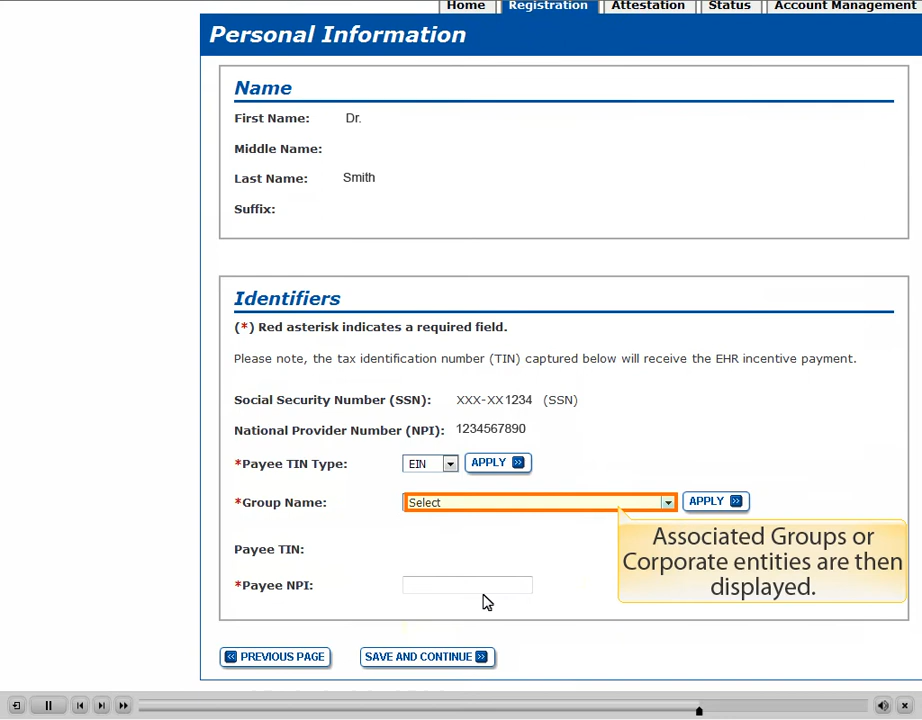 Home Registration Attestation Status Account Management
Personal Information
Name
First Name: Dr.
Middle Name:
Last Name: Smith
Suffix:
Identifiers
(*) Red asterisk indicates a required field.
Please note, the tax identification number (TIN) captured below will receive the EHR incentive payment.
Social Security Number (SSN): XXX-XX1234 (SSN)
National Provider Number (NPI): 1234567890
*Payee TIN Type: EIN APPLY
*Group Name: Select APPLY
Associated Groups or
Corporate entities are then
displayed.
Payee TIN:
*Payee NPI:
PREVIOUS PAGE SAVE AND CONTINUE